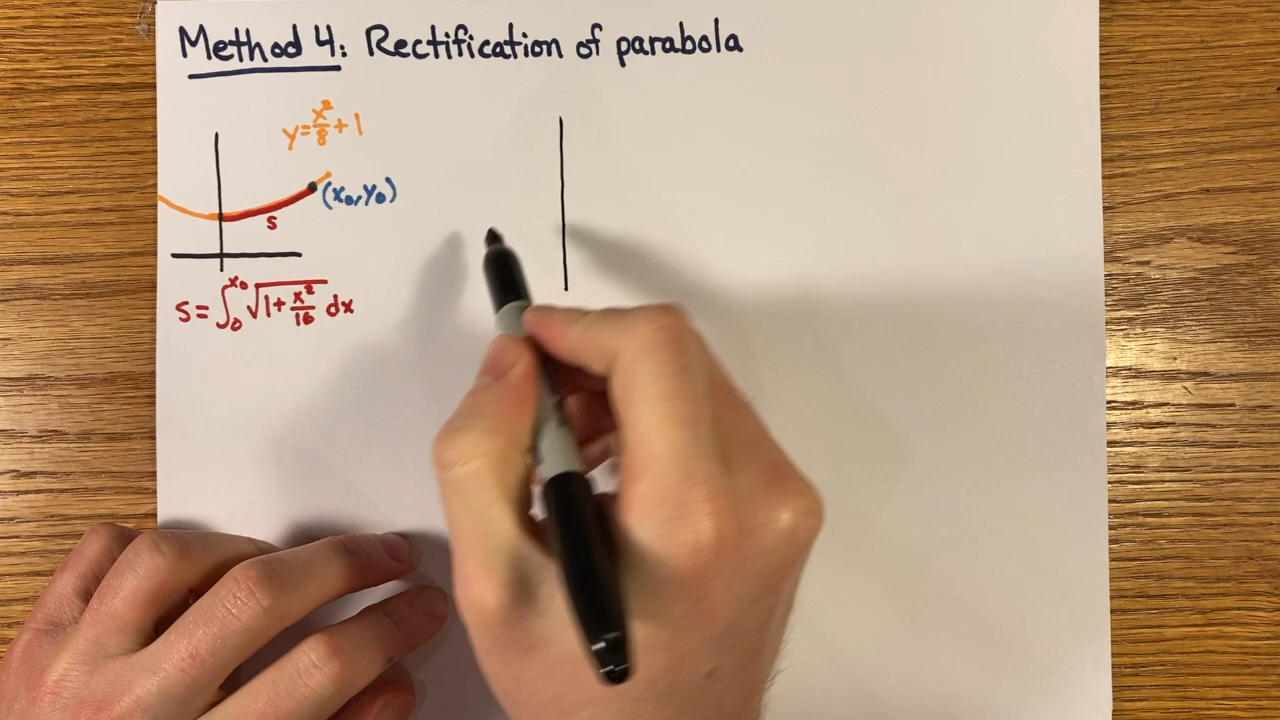 Method 4: Rectification of parabola
y = x²/8 + 1
(x₀, y₀)
s
s = ∫₀^x₀ √(1 + x²/16) dx